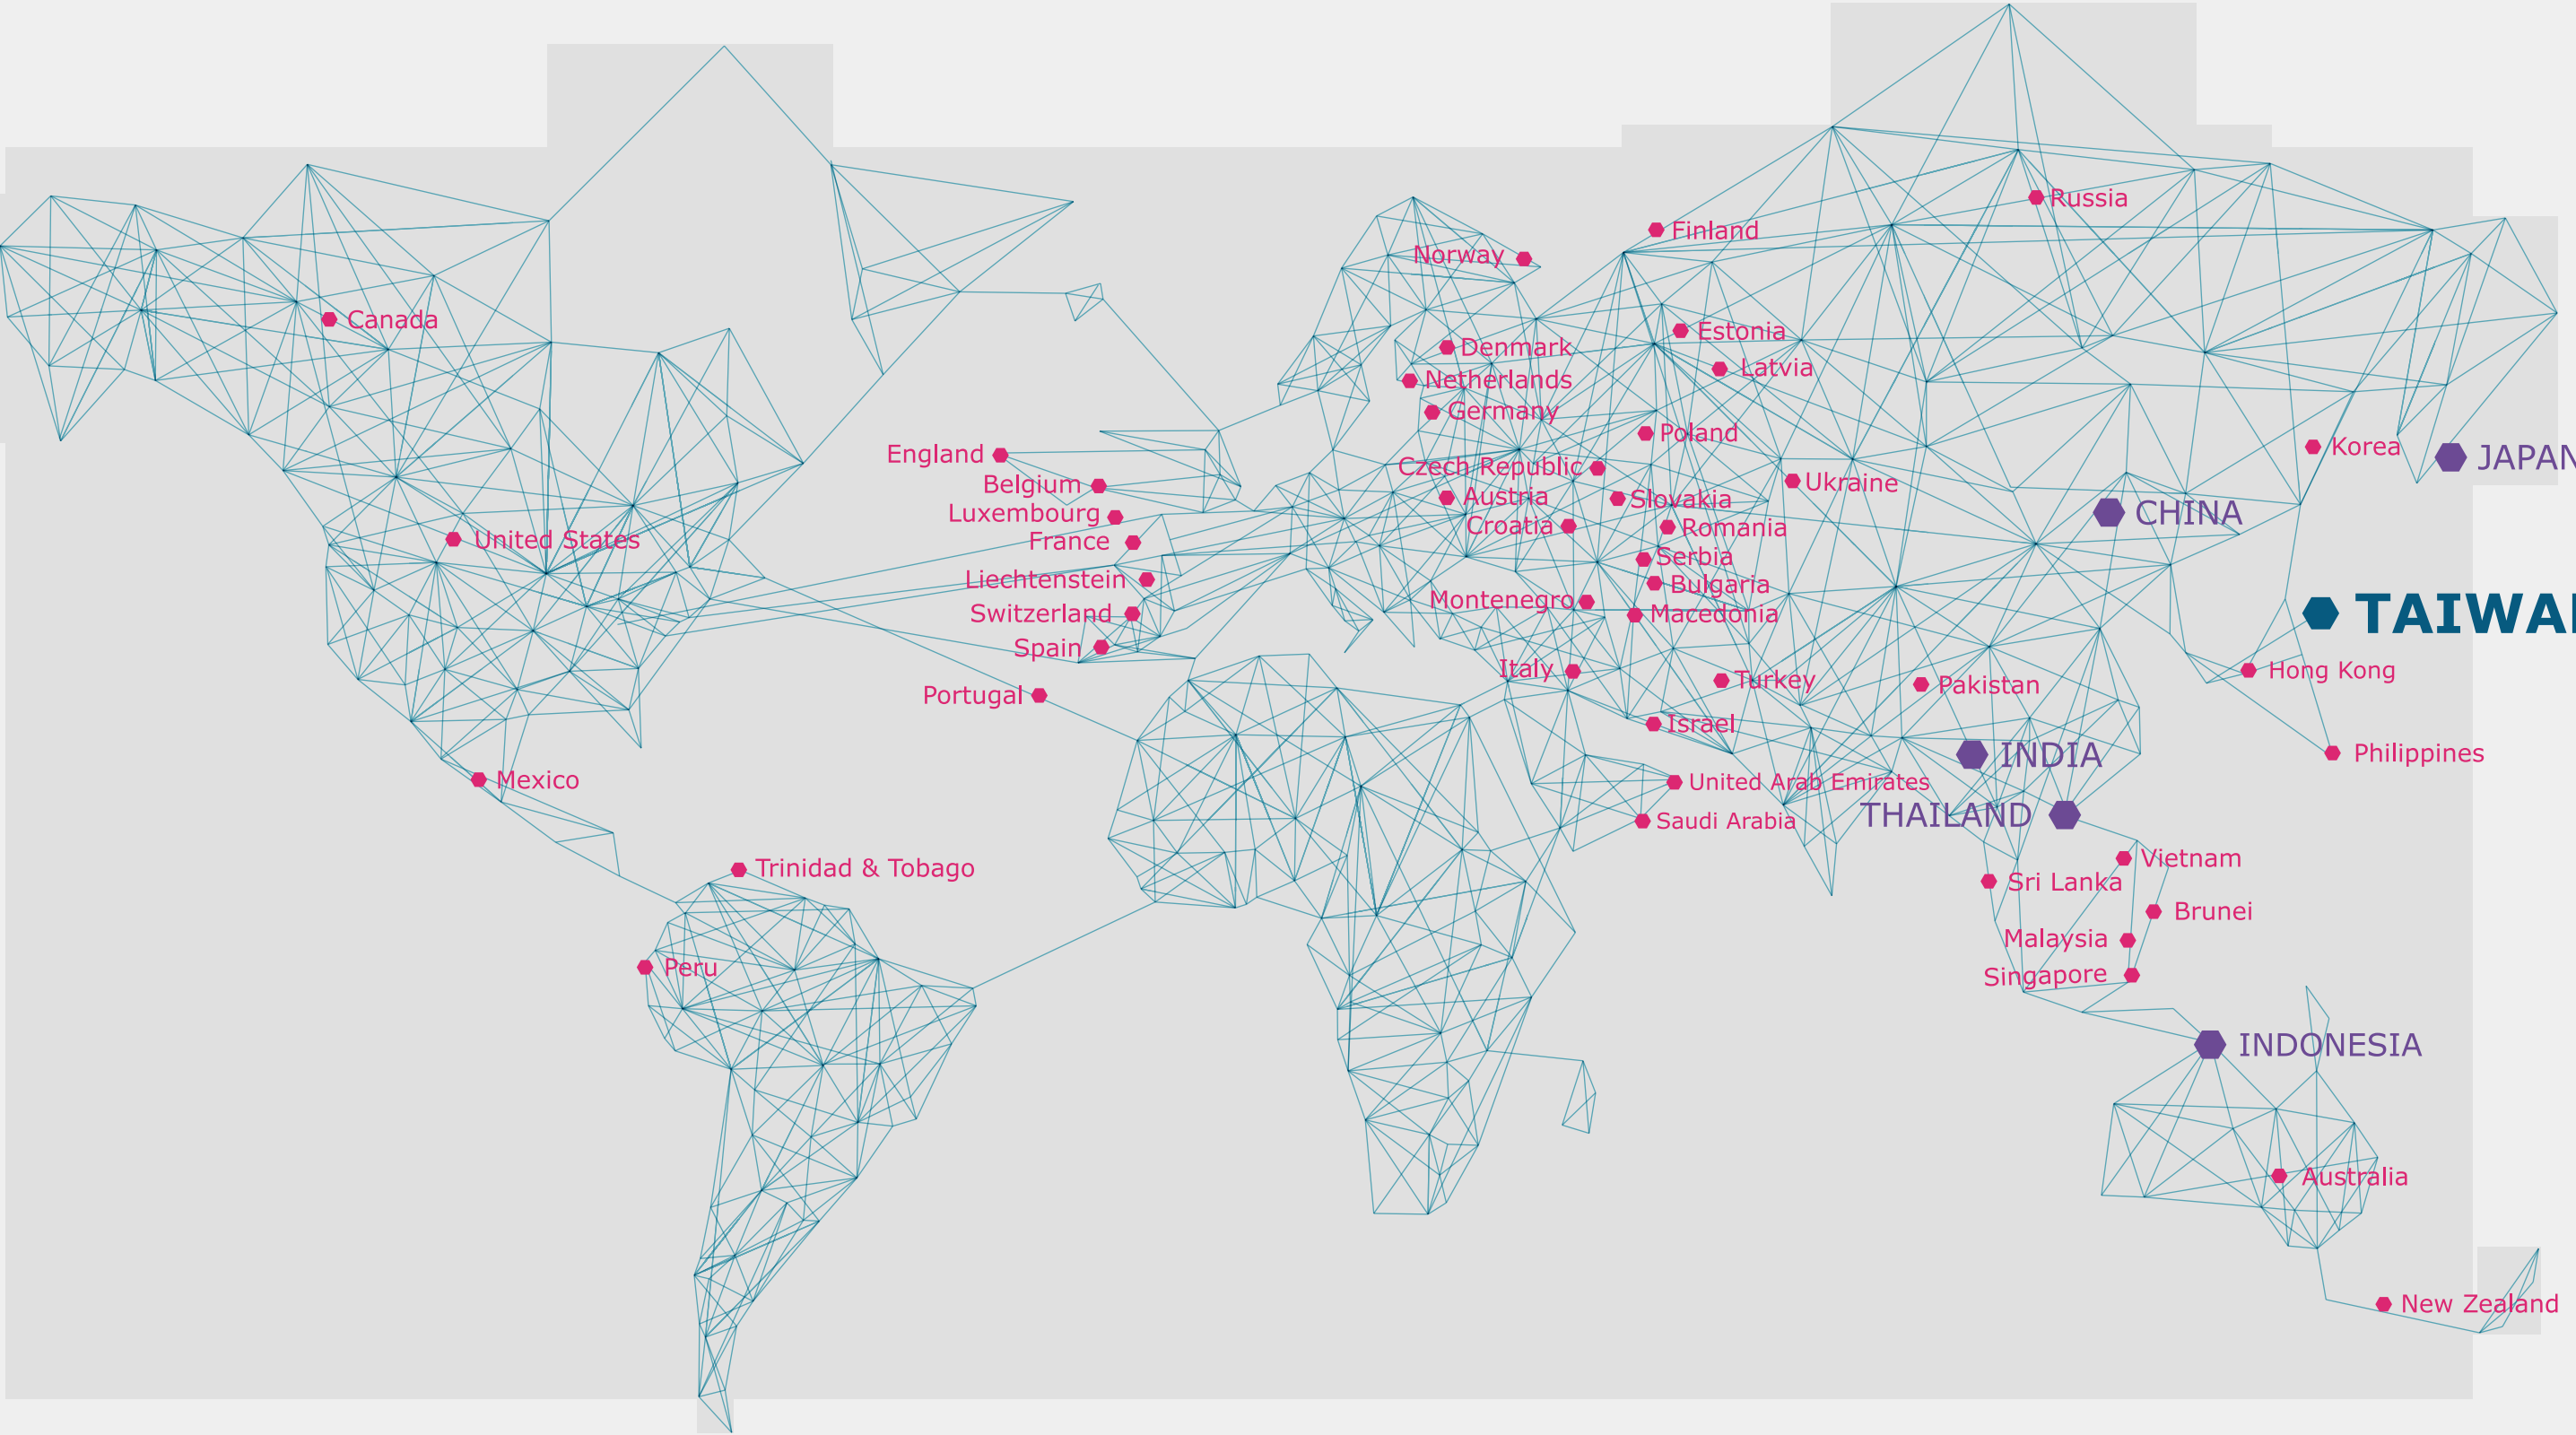 Russia
Finland
Norway
Canada
Estonia
Denmark
Latvia
Netherlands
Germany
Poland
Korea
England
JAPAN
Czech Republic
Belgium
Ukraine
Austria
Slovakia
Luxembourg
CHINA
Croatia
Romania
United States
France
Serbia
Liechtenstein
Bulgaria
Montenegro
Switzerland
Macedonia
TAIWA
Spain
Italy
Hong Kong
Turkey
Pakistan
Portugal
Israel
INDIA
Philippines
Mexico
United Arab Emirates
THAILAND
Saudi Arabia
Vietnam
Trinidad & Tobago
Sri Lanka
Brunei
Malaysia
Peru
Singapore
INDONESIA
Australia
New Zealand